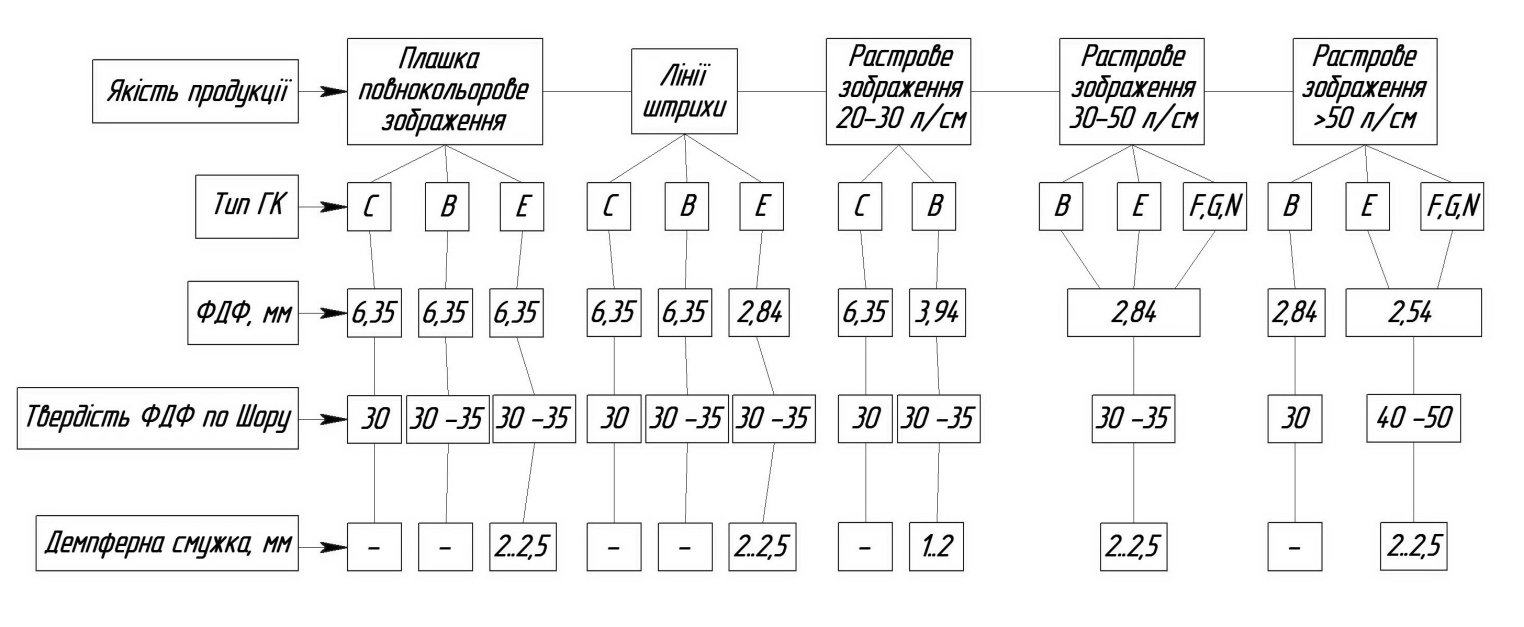 Якість продукції
Плашка
повнокольорове
зображення
Лінії
штрихи
Растрове
зображення
20–30 л/см
Растрове
зображення
30–50 л/см
Растрове
зображення
>50 л/см
Тип ГК
С
В
Е
С
В
Е
С
В
В
Е
F,G,N
В
Е
F,G,N
ФДФ, мм
6,35
6,35
6,35
6,35
6,35
2,84
6,35
3,94
2,84
2,84
2,54
Твердість ФДФ по Шору
30
30 –35
30 –35
30
30 –35
30 –35
30
30 –35
30 –35
30
40 –50
Демпферна смужка, мм
–
–
2..2,5
–
–
2..2,5
–
1..2
2..2,5
–
2..2,5